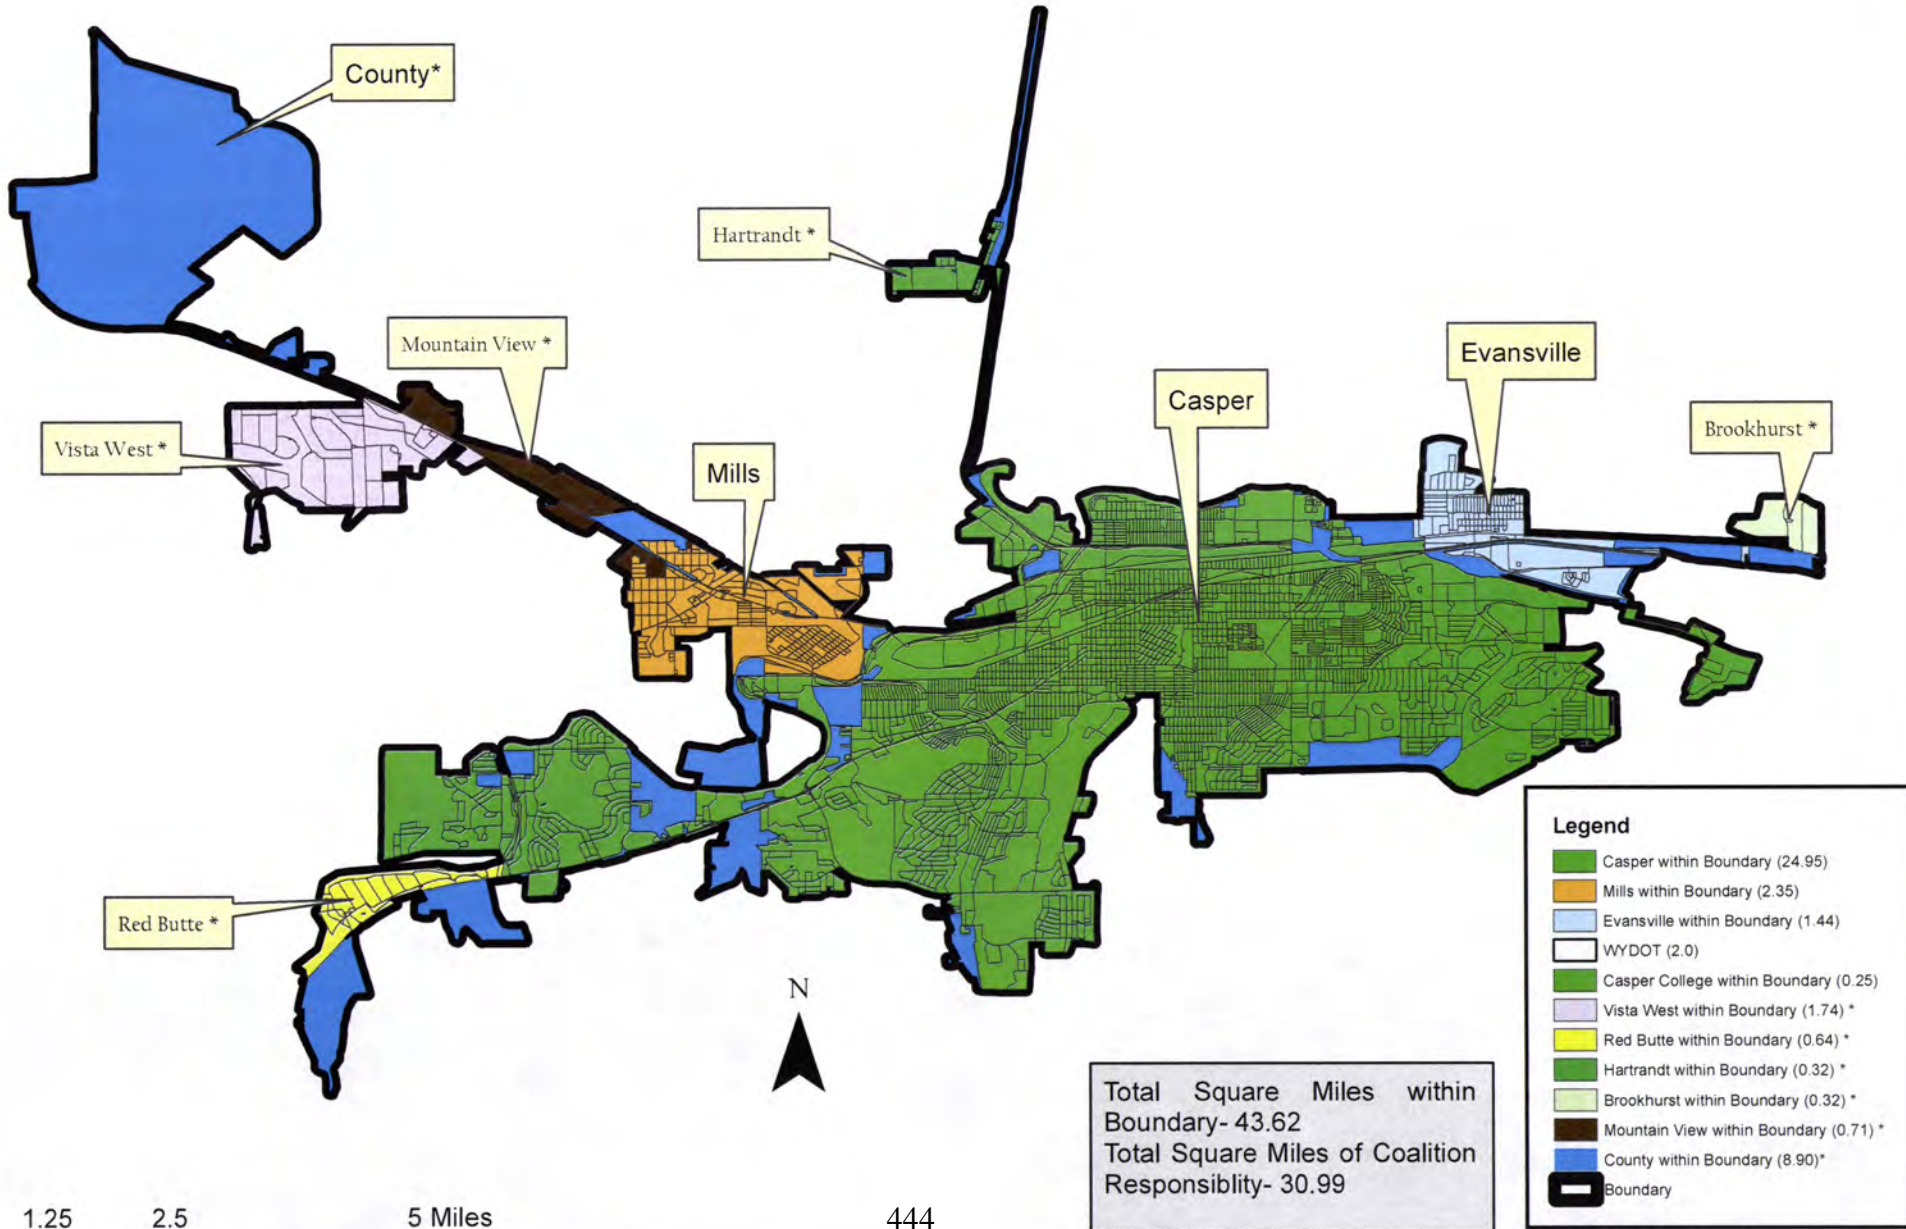 County*
Hartrandt *
Mountain View *
Evansville
Casper
Brookhurst *
Vista West *
Mills
Red Butte *
N
Legend
Casper within Boundary (24.95)
Mills within Boundary (2.35)
Evansville within Boundary (1.44)
WYDOT (2.0)
Casper College within Boundary (0.25)
Vista West within Boundary (1.74) *
Red Butte within Boundary (0.64) *
Hartrandt within Boundary (0.32) *
Brookhurst within Boundary (0.32) *
Mountain View within Boundary (0.71) *
County within Boundary (8.90)*
Boundary
Total Square Miles within
Boundary- 43.62
Total Square Miles of Coalition
Responsiblity- 30.99
1.25 2.5 5 Miles
444